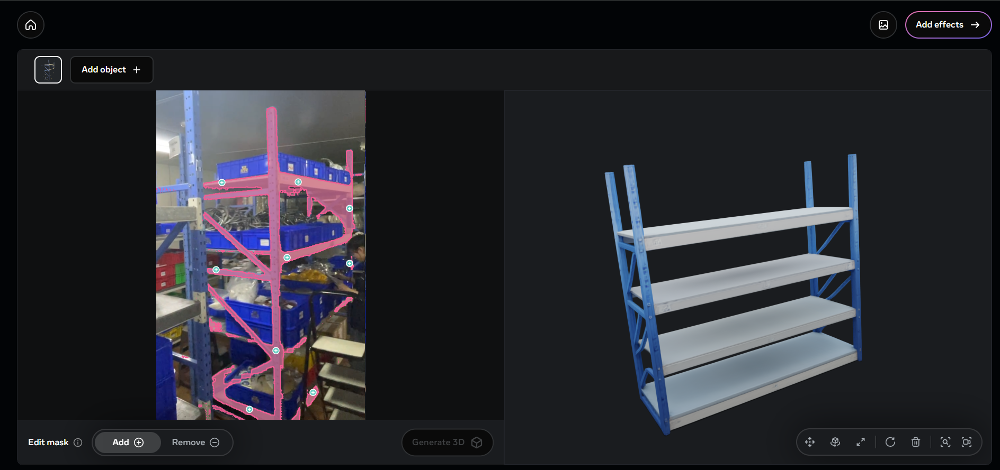 Add effects
Add object
Edit mask
Add
Remove
Generate 3D